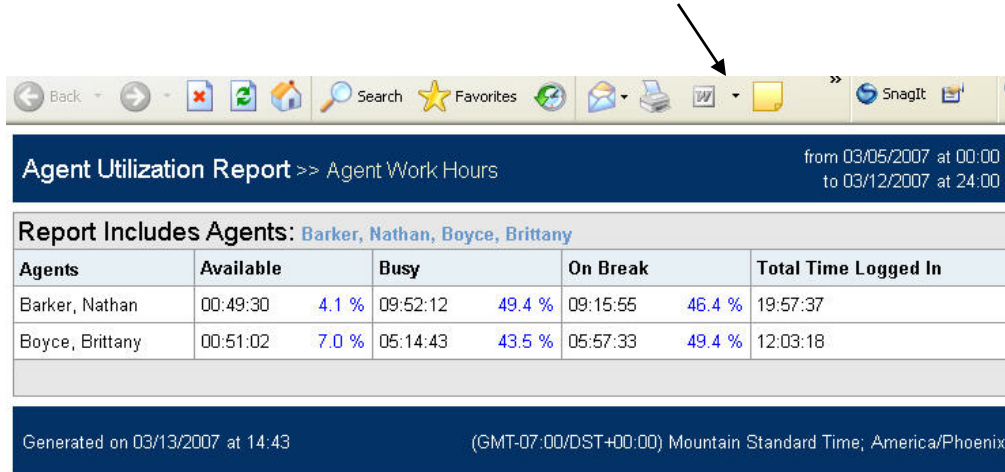 Back Search Favorites W » SnagIt
Agent Utilization Report >> Agent Work Hours
from 03/05/2007 at 00:00
to 03/12/2007 at 24:00
Report Includes Agents: Barker, Nathan, Boyce, Brittany
Agents Available Busy On Break Total Time Logged In
Barker, Nathan 00:49:30 4.1 % 09:52:12 49.4 % 09:15:55 46.4 % 19:57:37
Boyce, Brittany 00:51:02 7.0 % 05:14:43 43.5 % 05:57:33 49.4 % 12:03:18
Generated on 03/13/2007 at 14:43 (GMT-07:00/DST+00:00) Mountain Standard Time; America/Phoenix